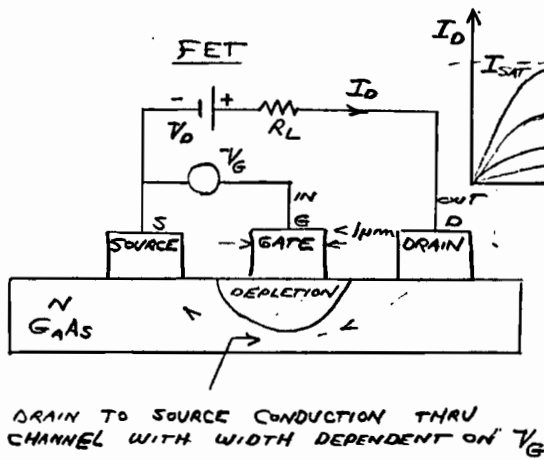 FET
I_D
I_SAT
- +
V_D
R_L
I_D
-V_G
IN
OUT
S
G
<1μm
D
SOURCE
GATE
DRAIN
DEPLETION
N
GAAS
DRAIN TO SOURCE CONDUCTION THRU
CHANNEL WITH WIDTH DEPENDENT ON V_G